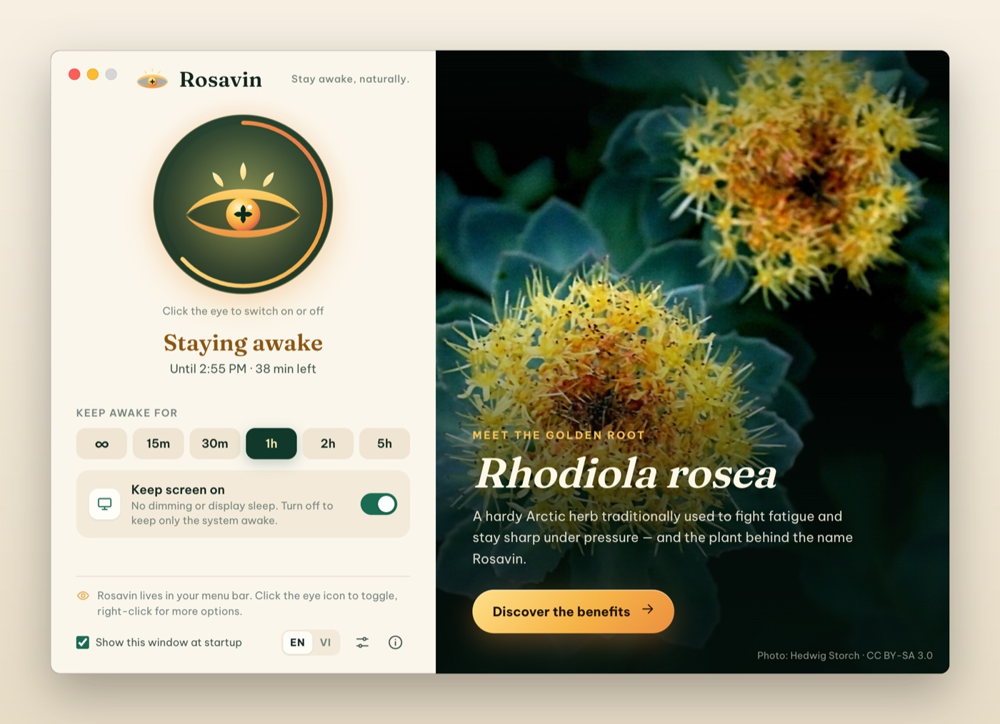 Rosavin
Stay awake, naturally.
Click the eye to switch on or off
Staying awake
Until 2:55 PM · 38 min left
KEEP AWAKE FOR
∞ 15m 30m 1h 2h 5h
Keep screen on
No dimming or display sleep. Turn off to
keep only the system awake.
Rosavin lives in your menu bar. Click the eye icon to toggle,
right-click for more options.
Show this window at startup
EN VI
MEET THE GOLDEN ROOT
Rhodiola rosea
A hardy Arctic herb traditionally used to fight fatigue and
stay sharp under pressure — and the plant behind the name
Rosavin.
Discover the benefits →
Photo: Hedwig Storch · CC BY-SA 3.0